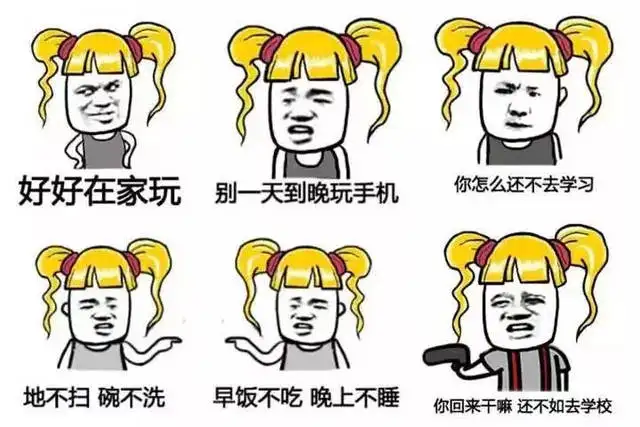 好好在家玩
别一天到晚玩手机
你怎么还不去学习
地不扫 碗不洗
早饭不吃 晚上不睡
你回来干嘛 还不如去学校